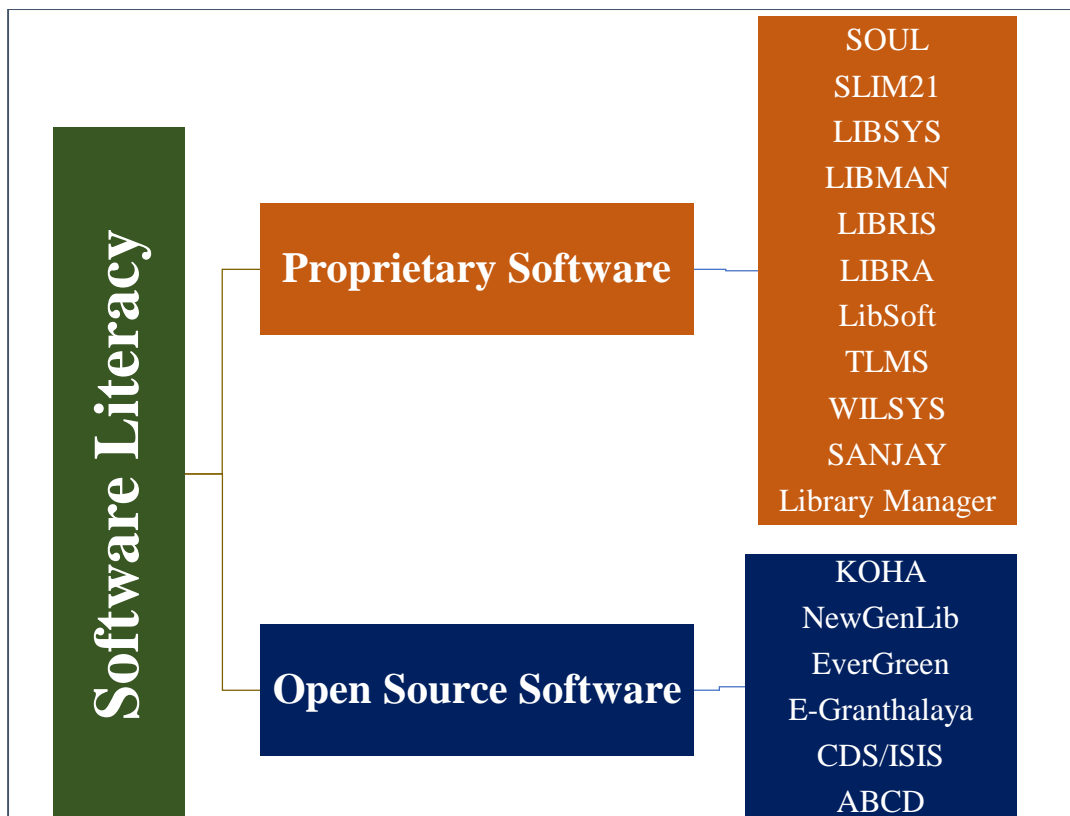 Software Literacy
Proprietary Software
SOUL
SLIM21
LIBSYS
LIBMAN
LIBRIS
LIBRA
LibSoft
TLMS
WILSYS
SANJAY
Library Manager
Open Source Software
KOHA
NewGenLib
EverGreen
E-Granthalaya
CDS/ISIS
ABCD